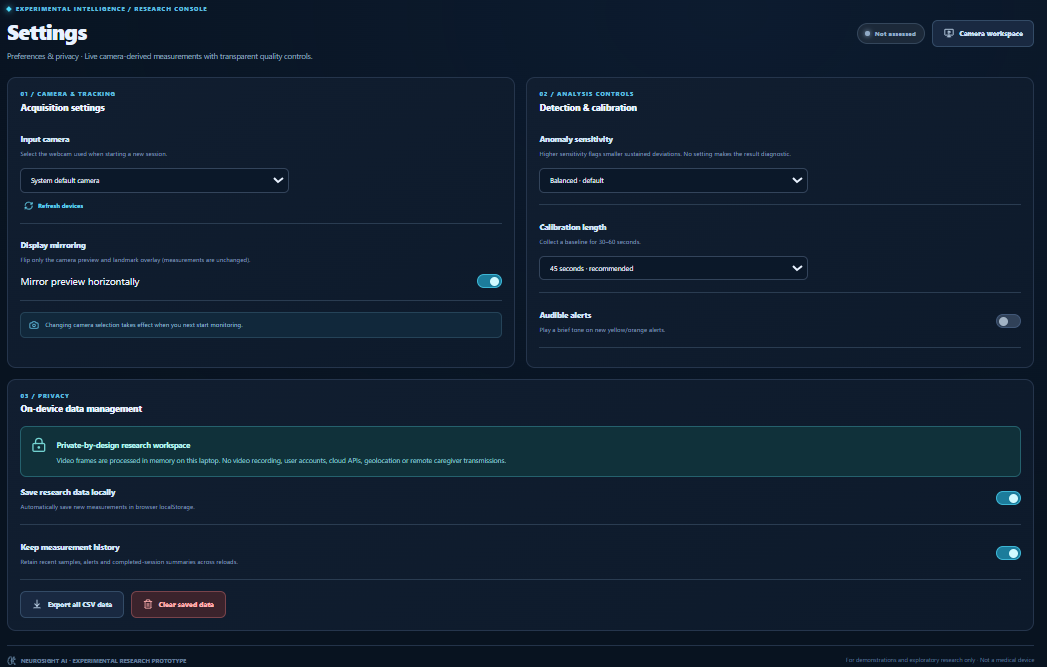 EXPERIMENTAL INTELLIGENCE / RESEARCH CONSOLE
Settings
Preferences & privacy · Live camera-derived measurements with transparent quality controls.
Not assessed
Camera workspace
01 / CAMERA & TRACKING
Acquisition settings
Input camera
Select the webcam used when starting a new session.
System default camera
Refresh devices
Display mirroring
Flip only the camera preview and landmark overlay (measurements are unchanged).
Mirror preview horizontally
Changing camera selection takes effect when you next start monitoring.
02 / ANALYSIS CONTROLS
Detection & calibration
Anomaly sensitivity
Higher sensitivity flags smaller sustained deviations. No setting makes the result diagnostic.
Balanced · default
Calibration length
Collect a baseline for 30–60 seconds.
45 seconds · recommended
Audible alerts
Play a brief tone on new yellow/orange alerts.
03 / PRIVACY
On-device data management
Private-by-design research workspace
Video frames are processed in memory on this laptop. No video recording, user accounts, cloud APIs, geolocation or remote caregiver transmissions.
Save research data locally
Automatically save new measurements in browser localStorage.
Keep measurement history
Retain recent samples, alerts and completed-session summaries across reloads.
Export all CSV data
Clear saved data
NEUROSIGHT AI · EXPERIMENTAL RESEARCH PROTOTYPE
For demonstrations and exploratory research only · Not a medical device